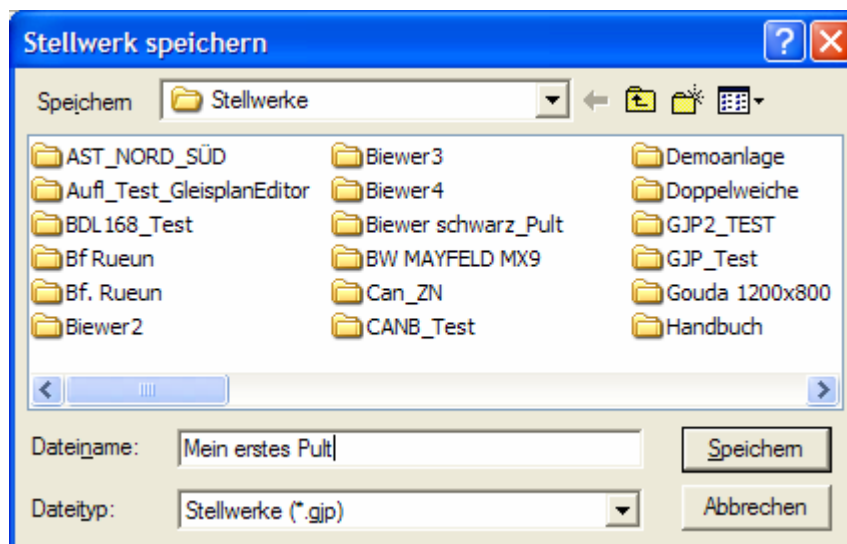 Stellwerk speichern
Speichern Stellwerke
AST_NORD_SÜD Biewer3 Demoanlage
Aufl_Test_GleisplanEditor Biewer4 Doppelweiche
BDL168_Test Biewer schwarz_Pult GJP2_TEST
Bf Rueun BW MAYFELD MX9 GJP_Test
Bf. Rueun Can_ZN Gouda 1200x800
Biewer2 CANB_Test Handbuch
Dateiname: Mein erstes Pult Speichern
Dateityp: Stellwerke (*.gjp) Abbrechen